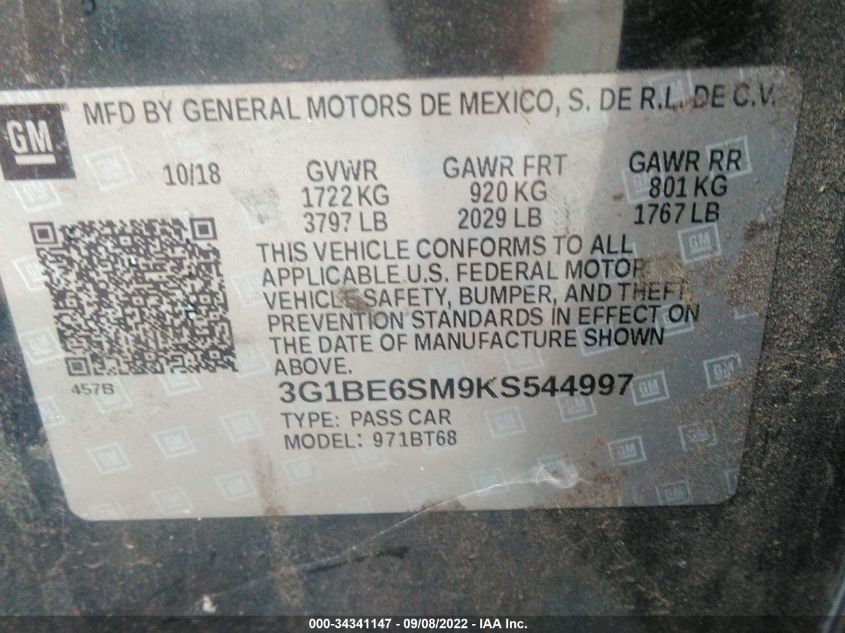 GM
MFD BY GENERAL MOTORS DE MEXICO, S. DE R.L. DE C.V.
10/18 GVWR GAWR FRT GAWR RR
1722 KG 920 KG 801 KG
3797 LB 2029 LB 1767 LB
THIS VEHICLE CONFORMS TO ALL
APPLICABLE U.S. FEDERAL MOTOR
VEHICLE SAFETY, BUMPER, AND THEFT
PREVENTION STANDARDS IN EFFECT ON
THE DATE OF MANUFACTURE SHOWN
ABOVE.
457B
3G1BE6SM9KS544997
TYPE: PASS CAR
MODEL: 971BT68
000-34341147 - 09/08/2022 - IAA Inc.